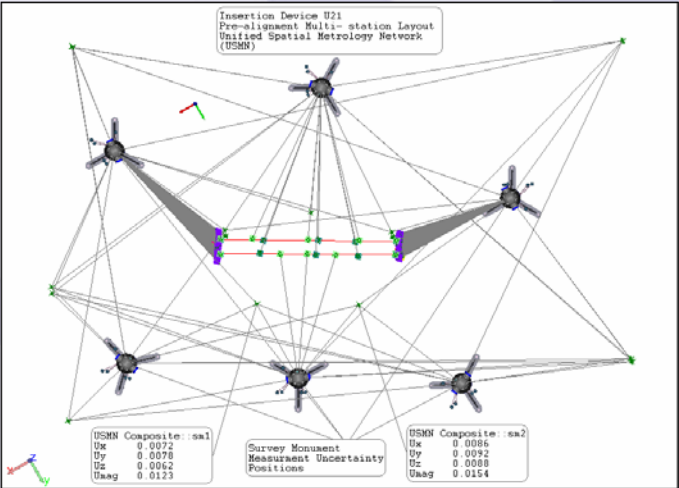 Insertion Device U21
Pre-alignment Multi- station Layout
Unified Spatial Metrology Network
(USMN)
USMN Composite::sm1
Ux 0.0072
Uy 0.0078
Uz 0.0062
Umag 0.0123
Survey Monument
Measurment Uncertainty
Positions
USMN Composite::sm2
Ux 0.0086
Uy 0.0092
Uz 0.0088
Umag 0.0154
X
Z
Y